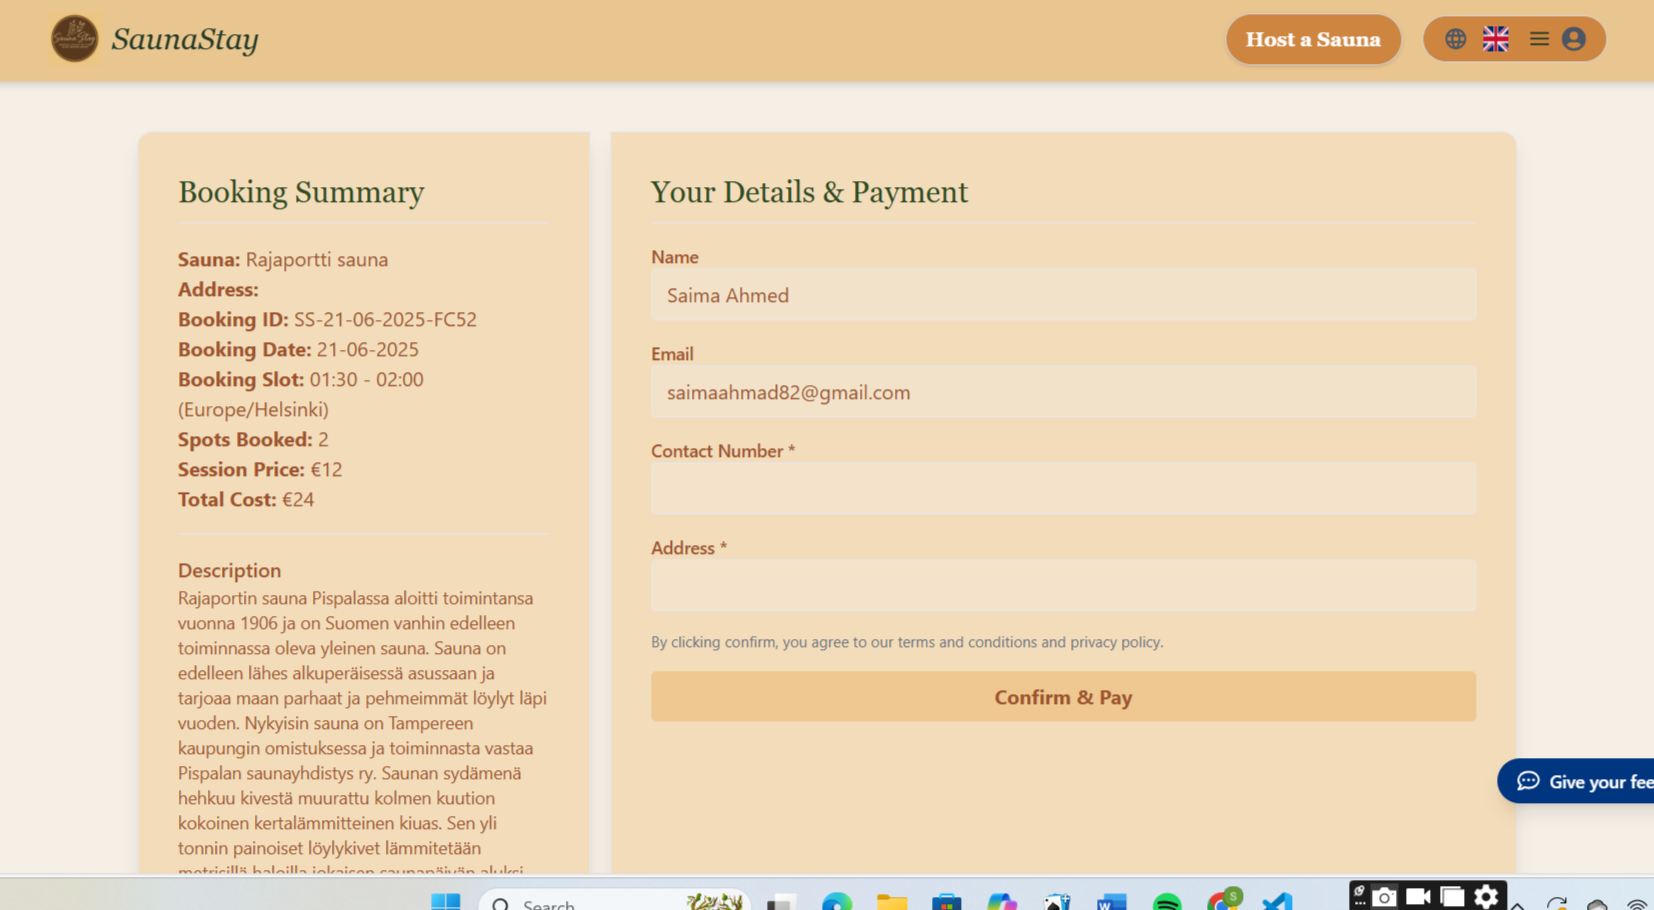 SaunaStay
Host a Sauna
Booking Summary
Sauna: Rajaportti sauna
Address:
Booking ID: SS-21-06-2025-FC52
Booking Date: 21-06-2025
Booking Slot: 01:30 - 02:00
(Europe/Helsinki)
Spots Booked: 2
Session Price: €12
Total Cost: €24
Description
Rajaportin sauna Pispalassa aloitti toimintansa
vuonna 1906 ja on Suomen vanhin edelleen
toiminnassa oleva yleinen sauna. Sauna on
edelleen lähes alkuperäisessä asussaan ja
tarjoaa maan parhaat ja pehmeimmät löylyt läpi
vuoden. Nykyisin sauna on Tampereen
kaupungin omistuksessa ja toiminnasta vastaa
Pispalan saunayhdistys ry. Saunan sydämenä
hehkuu kivestä muurattu kolmen kuution
kokoinen kertalämmitteinen kiuas. Sen yli
tonnin painoiset löylykivet lämmitetään
metrisillä haloilla jokaisen saunapäivän aluksi
Your Details & Payment
Name
Saima Ahmed
Email
saimaahmad82@gmail.com
Contact Number *
Address *
By clicking confirm, you agree to our terms and conditions and privacy policy.
Confirm & Pay
Give your fee
Search